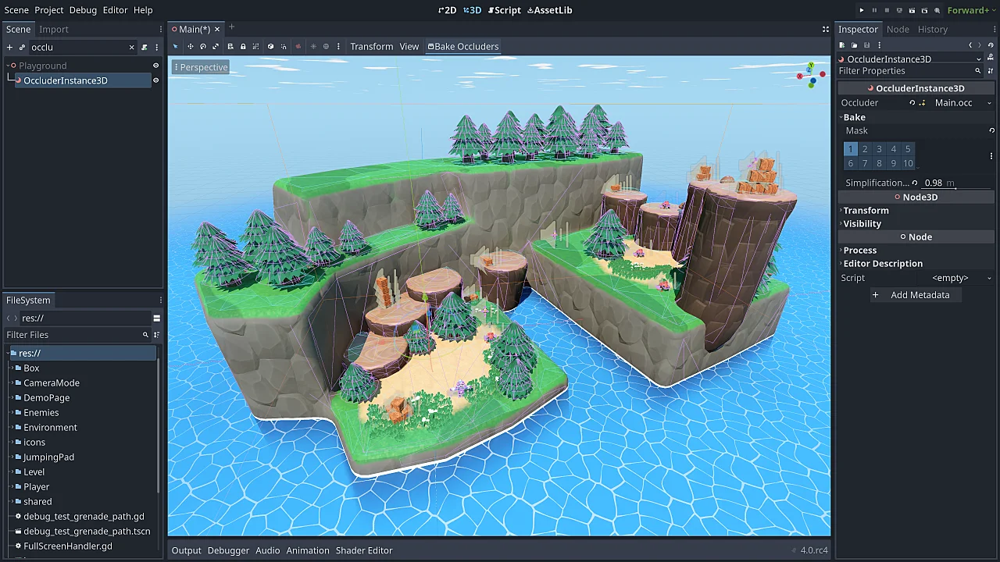 Scene Project Debug Editor Help
2D 3D Script AssetLib
Forward+
Scene Import
occlu
Playground
OccluderInstance3D
FileSystem
res://
Filter Files
res://
Box
CameraMode
DemoPage
Enemies
Environment
icons
JumpingPad
Level
Player
shared
debug_test_grenade_path.gd
debug_test_grenade_path.tscn
FullScreenHandler.gd
Main(*)
Transform View Bake Occluders
Perspective
Y
X
Output Debugger Audio Animation Shader Editor
4.0.rc4
Inspector Node History
OccluderInstance3D
Filter Properties
OccluderInstance3D
Occluder Main.occ
Bake
Mask
1 2 3 4 5
6 7 8 9 10
Simplification... 0.98 m
Node3D
Transform
Visibility
Node
Process
Editor Description
Script <empty>
Add Metadata